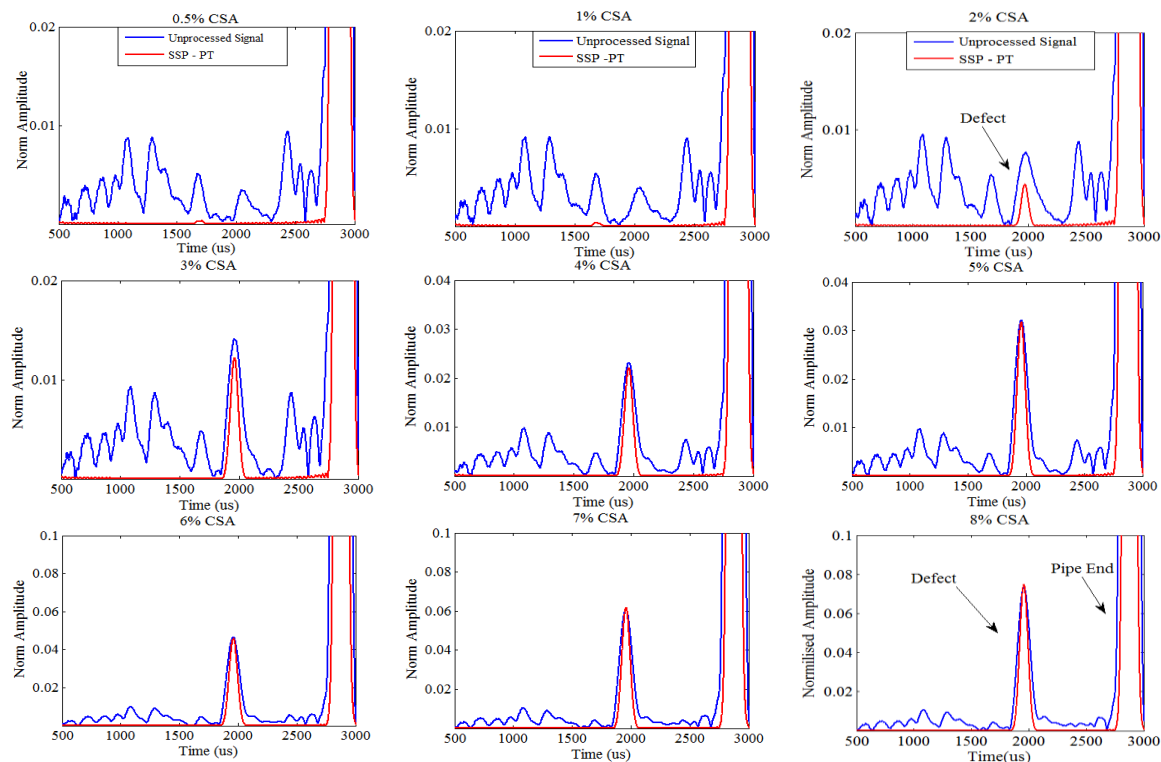 0.5% CSA
0.02
0.01
Norm Amplitude
Unprocessed Signal
SSP - PT
500 1000 1500 2000 2500 3000
Time (us)
1% CSA
0.02
0.01
Norm Amplitude
Unprocessed Signal
SSP -PT
500 1000 1500 2000 2500 3000
Time (us)
2% CSA
0.02
0.01
Norm Amplitude
Unprocessed Signal
SSP - PT
Defect
500 1000 1500 2000 2500 3000
Time (us)
3% CSA
0.02
0.01
Norm Amplitude
500 1000 1500 2000 2500 3000
Time (us)
4% CSA
0.04
0.03
0.02
0.01
Norm Amplitude
500 1000 1500 2000 2500 3000
Time (us)
5% CSA
0.04
0.03
0.02
0.01
Norm Amplitude
500 1000 1500 2000 2500 3000
Time (us)
6% CSA
0.1
0.08
0.06
0.04
0.02
Norm Amplitude
500 1000 1500 2000 2500 3000
Time (us)
7% CSA
0.1
0.08
0.06
0.04
0.02
Norm Amplitude
500 1000 1500 2000 2500 3000
Time (us)
8% CSA
0.1
0.08
0.06
0.04
0.02
Normilised Amplitude
Defect
Pipe End
500 1000 1500 2000 2500 3000
Time(us)